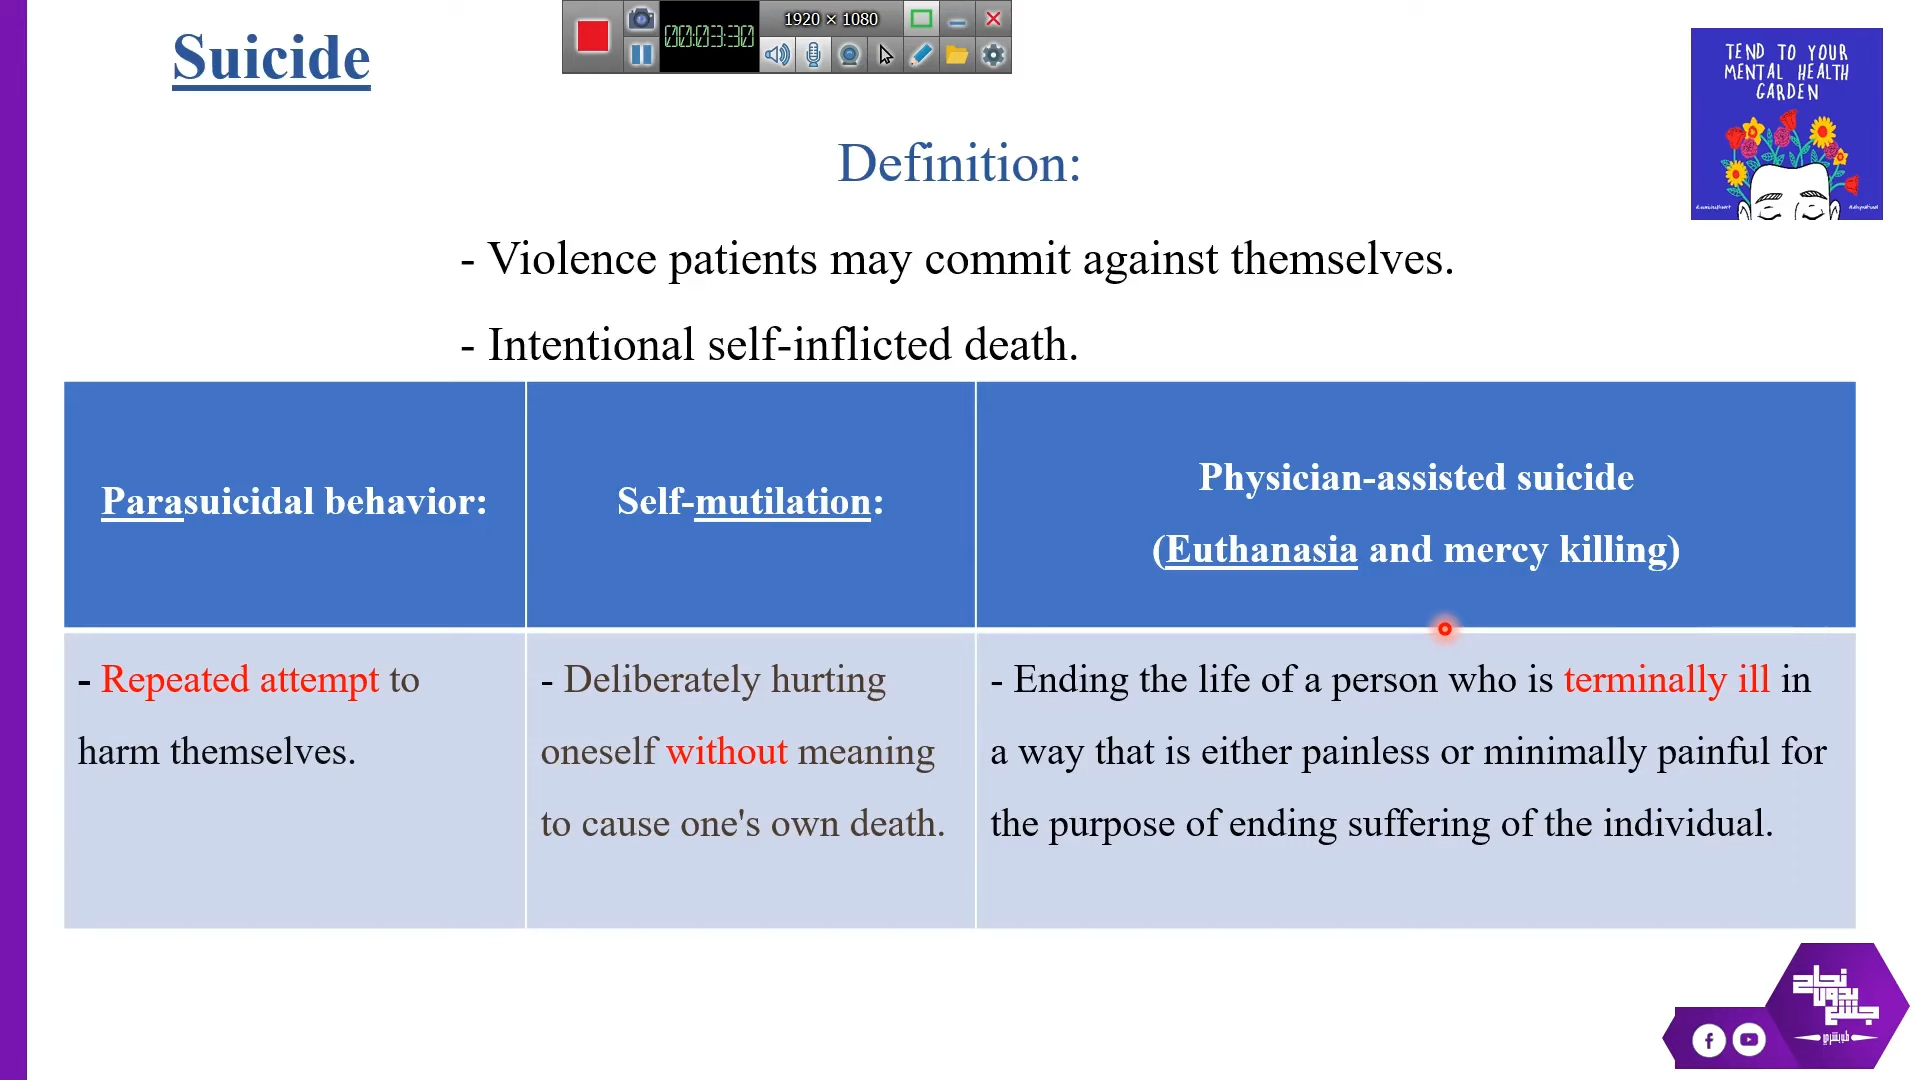 Suicide
00:03:30
1920 × 1080
TEND TO YOUR
MENTAL HEALTH
GARDEN
Definition:
- Violence patients may commit against themselves.
- Intentional self-inflicted death.
Parasuicidal behavior:
Self-mutilation:
Physician-assisted suicide
(Euthanasia and mercy killing)
- Repeated attempt to
harm themselves.
- Deliberately hurting
oneself without meaning
to cause one's own death.
- Ending the life of a person who is terminally ill in
a way that is either painless or minimally painful for
the purpose of ending suffering of the individual.
نجاح
بدون
جشع